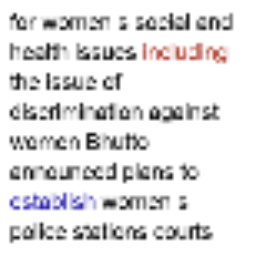 for women s social and
health issues including
the issue of
discrimination against
women Bhutto
announced plans to
establish women s
police stations courts